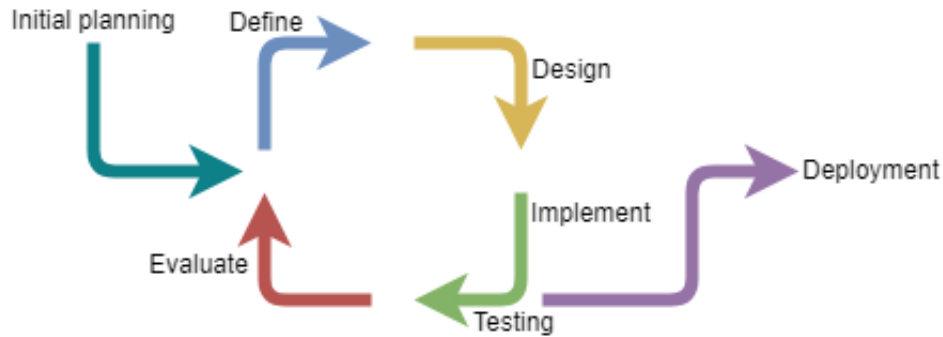 Initial planning
Define
Design
Deployment
Implement
Evaluate
Testing